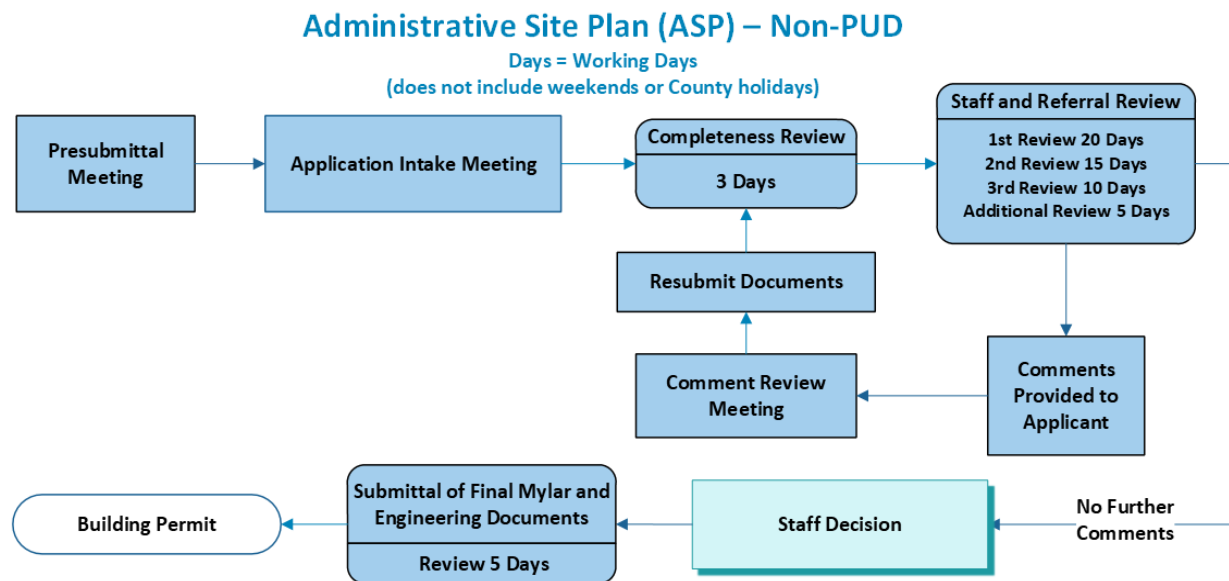 Administrative Site Plan (ASP) – Non-PUD
Days = Working Days
(does not include weekends or County holidays)
Presubmittal
Meeting
Application Intake Meeting
Completeness Review
3 Days
Staff and Referral Review
1st Review 20 Days
2nd Review 15 Days
3rd Review 10 Days
Additional Review 5 Days
Resubmit Documents
Comment Review
Meeting
Comments
Provided to
Applicant
Building Permit
Submittal of Final Mylar and
Engineering Documents
Review 5 Days
Staff Decision
No Further
Comments